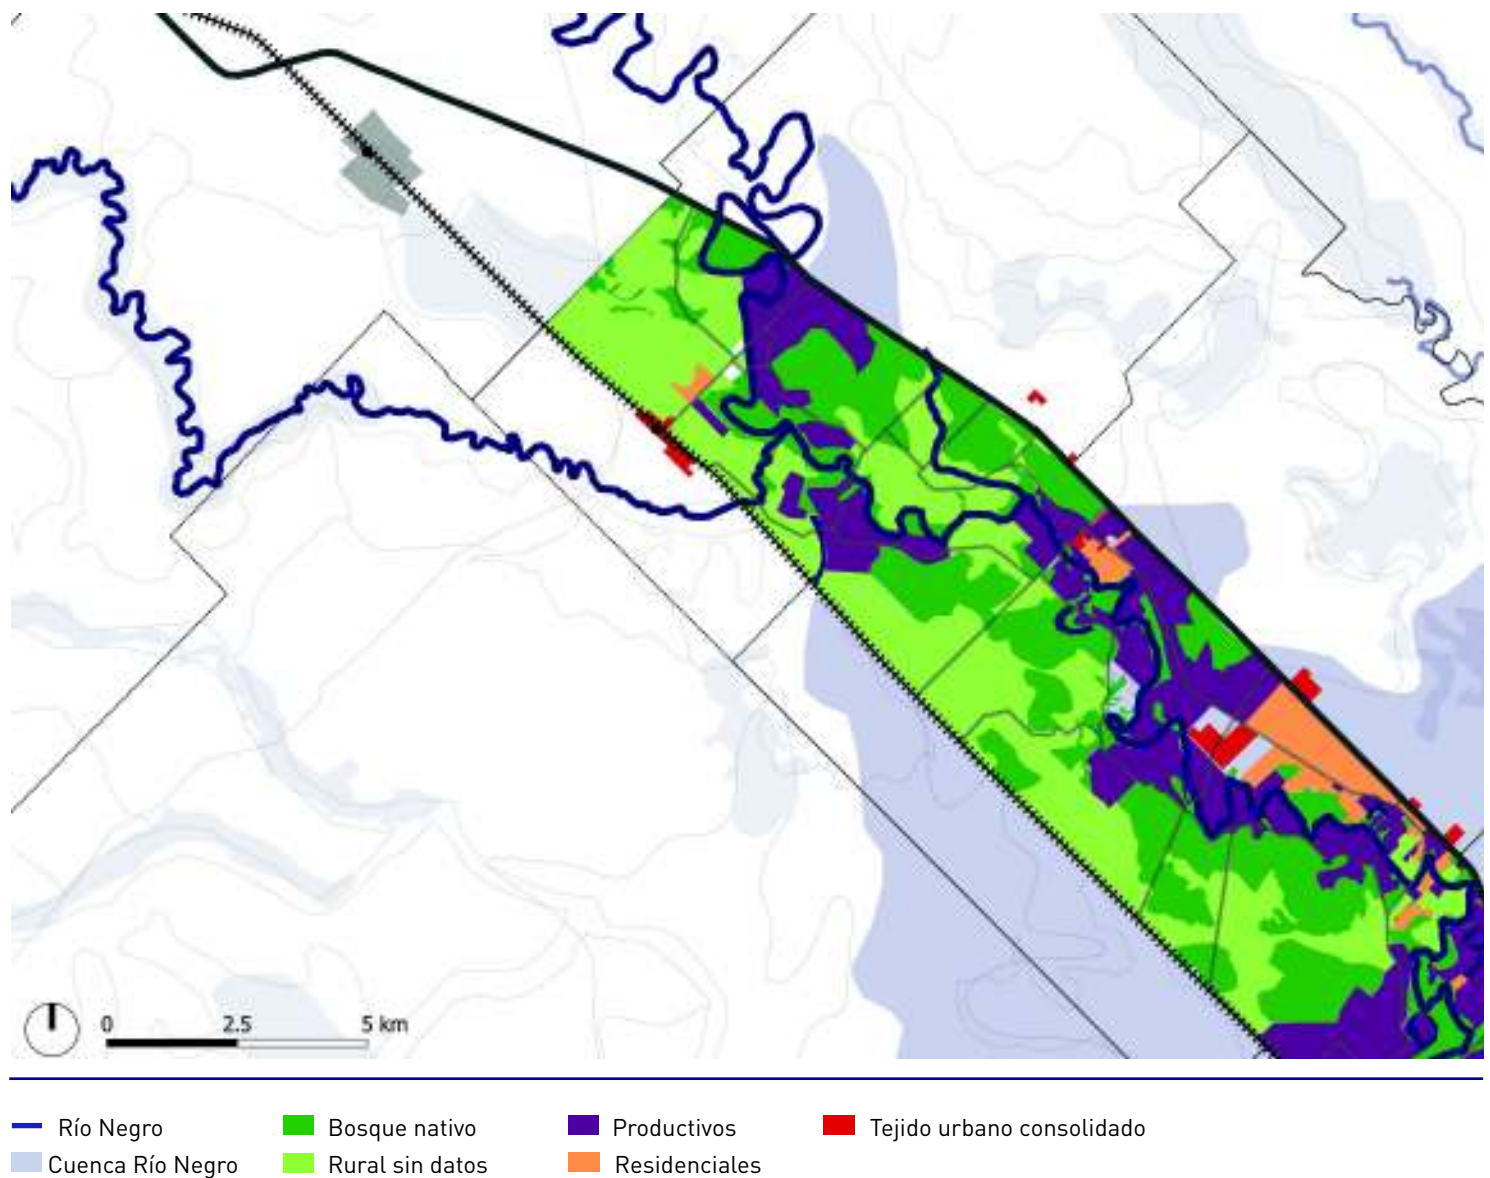 0 2.5 5 km
Río Negro Bosque nativo Productivos Tejido urbano consolidado
Cuenca Río Negro Rural sin datos Residenciales